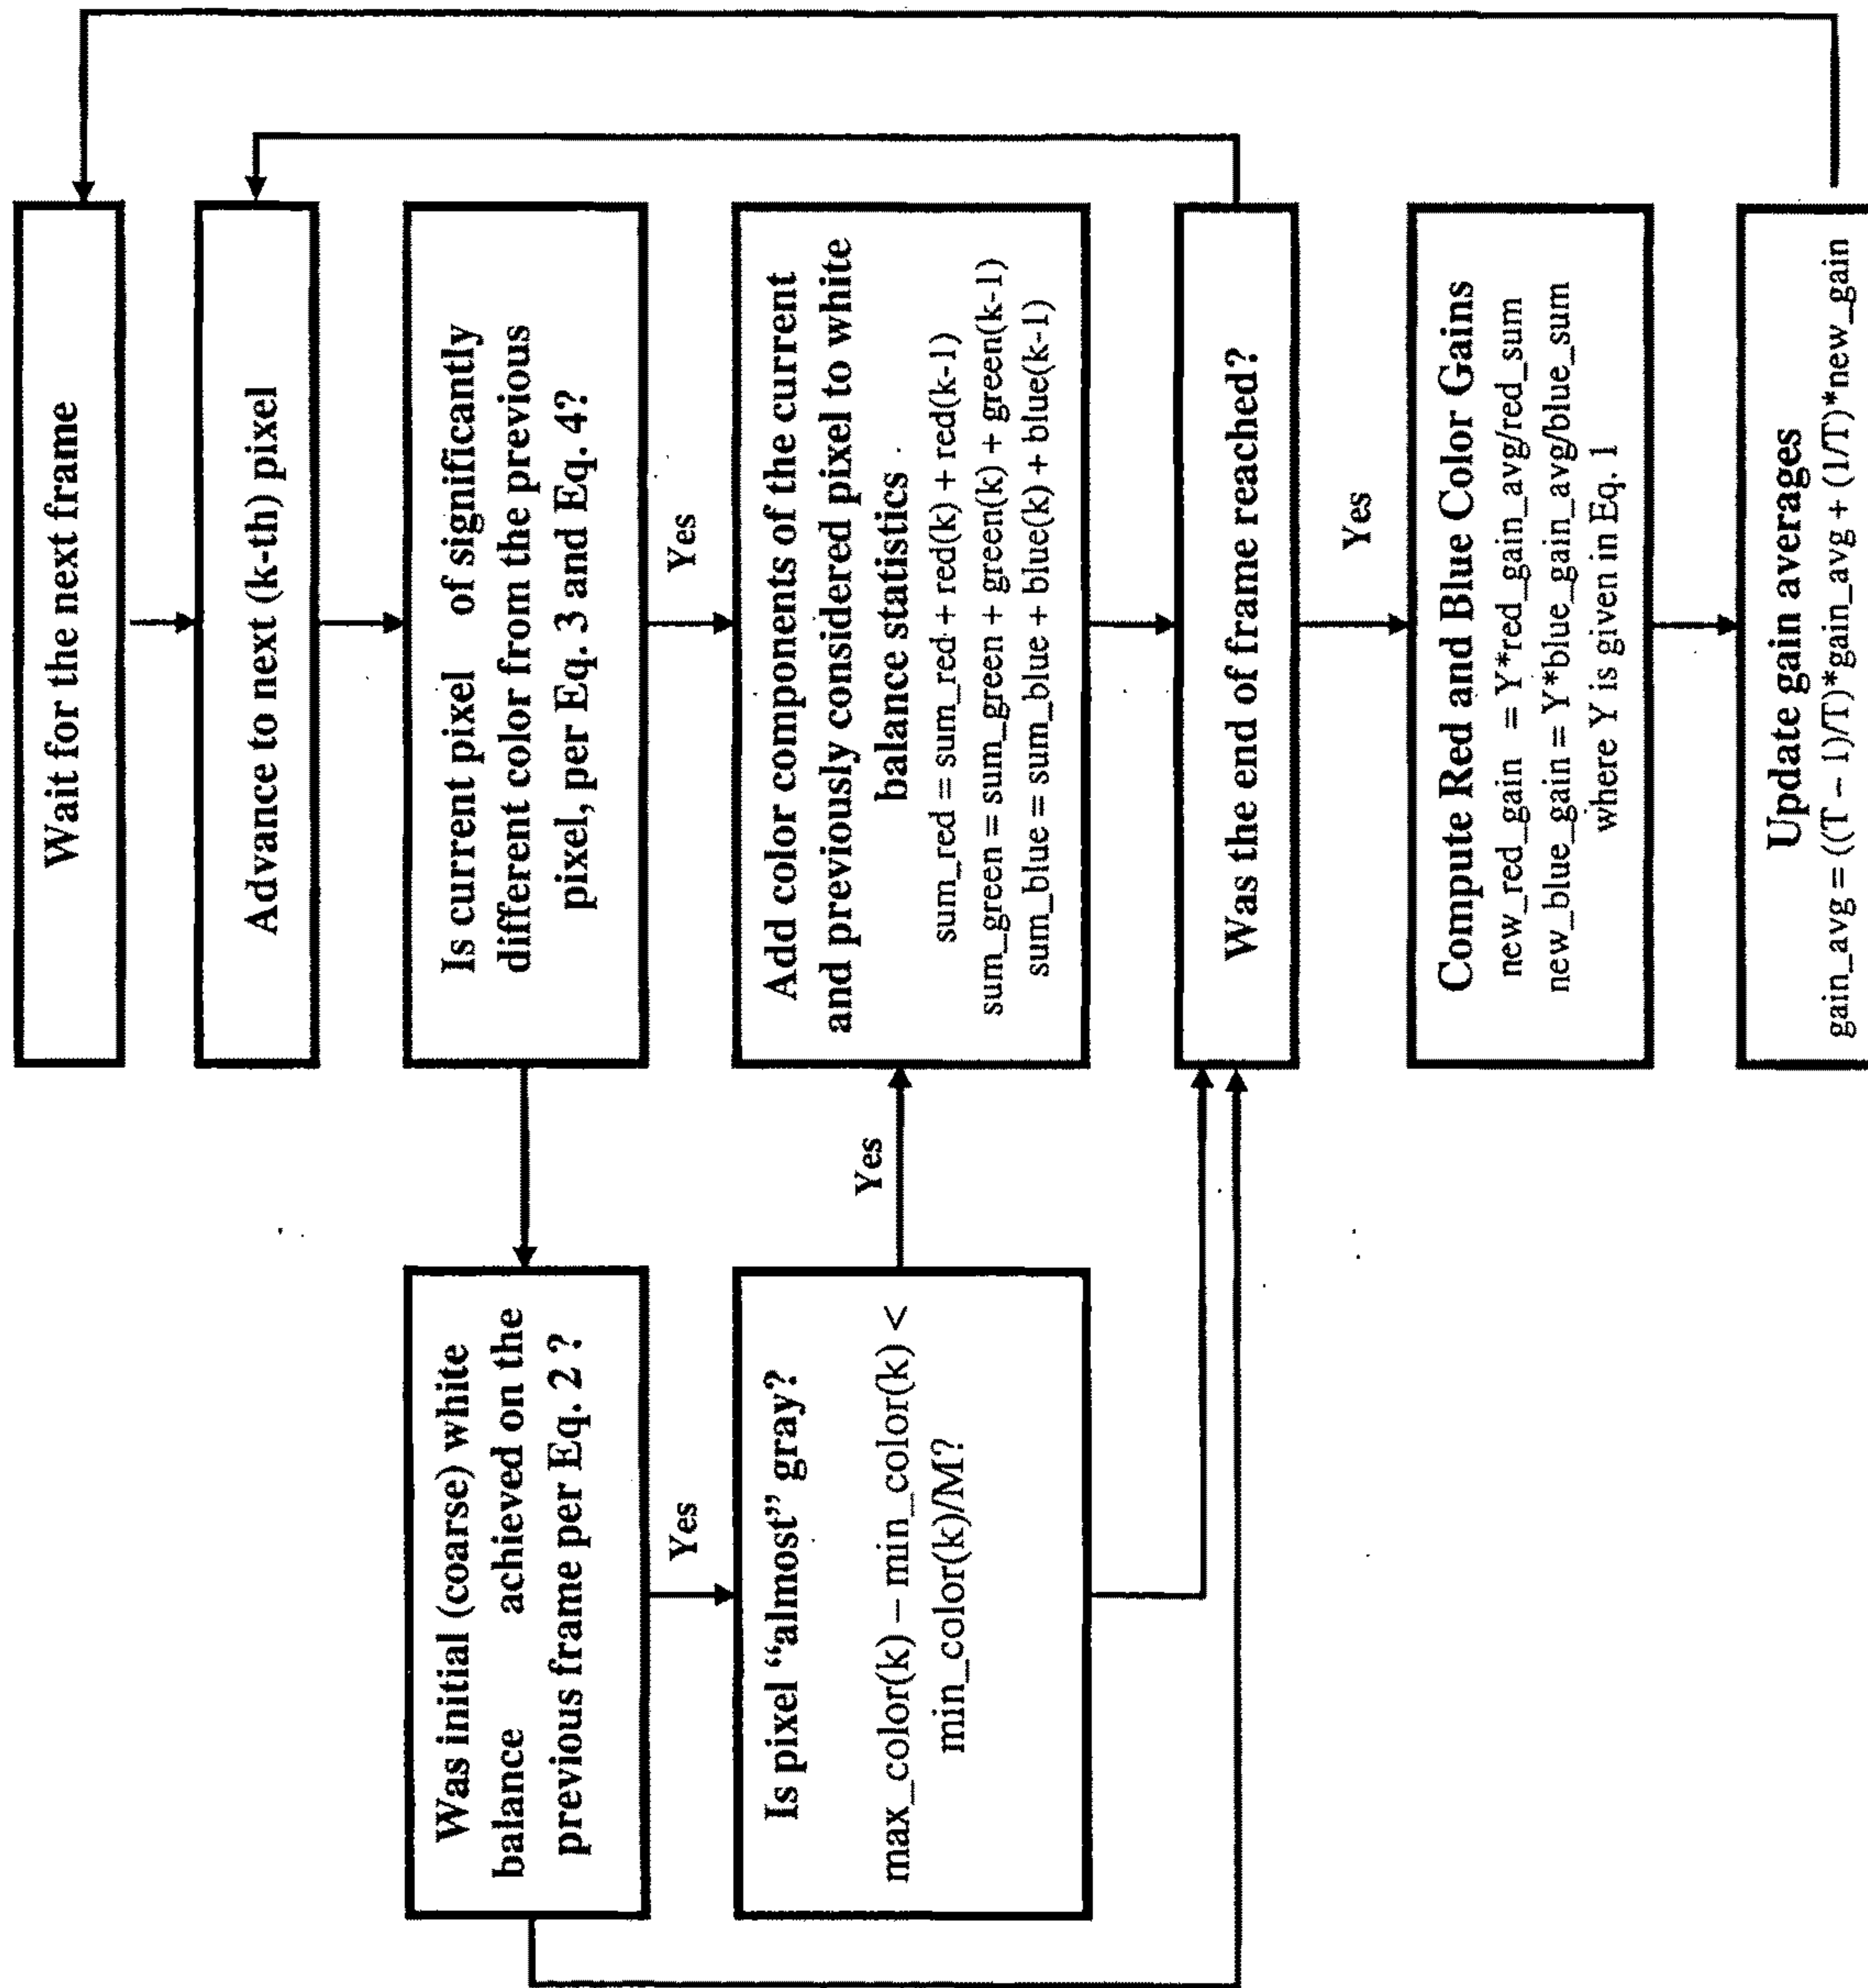 Wait for the next frame
Advance to next (k-th) pixel
Is current pixel of significantly
different color from the previous
pixel, per Eq. 3 and Eq. 4?
Yes
Add color components of the current
and previously considered pixel to white
balance statistics
sum_red = sum_red + red(k) + red(k-1)
sum_green = sum_green + green(k) + green(k-1)
sum_blue = sum_blue + blue(k) + blue(k-1)
Was the end of frame reached?
Yes
Compute Red and Blue Color Gains
new_red_gain = Y*red_gain_avg/red_sum
new_blue_gain = Y*blue_gain_avg/blue_sum
where Y is given in Eq. 1
Update gain averages
gain_avg = ((T – 1)/T)*gain_avg + (1/T)*new_gain
Was initial (coarse) white
balance achieved on the
previous frame per Eq. 2 ?
Yes
Is pixel “almost” gray?
max_color(k) – min_color(k) <
min_color(k)/M?
Yes